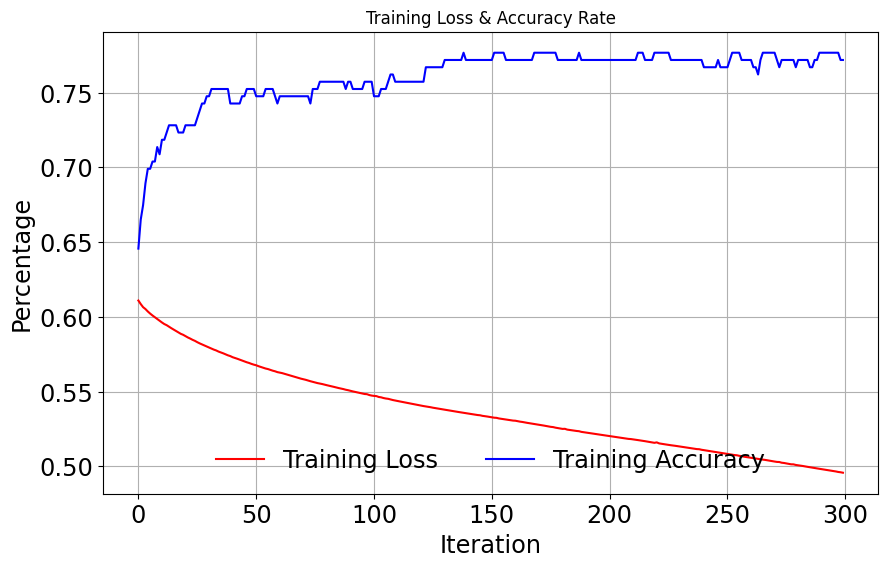 Training Loss & Accuracy Rate
0.75
0.70
0.65
0.60
0.55
0.50
Percentage
Training Loss Training Accuracy
0 50 100 150 200 250 300
Iteration